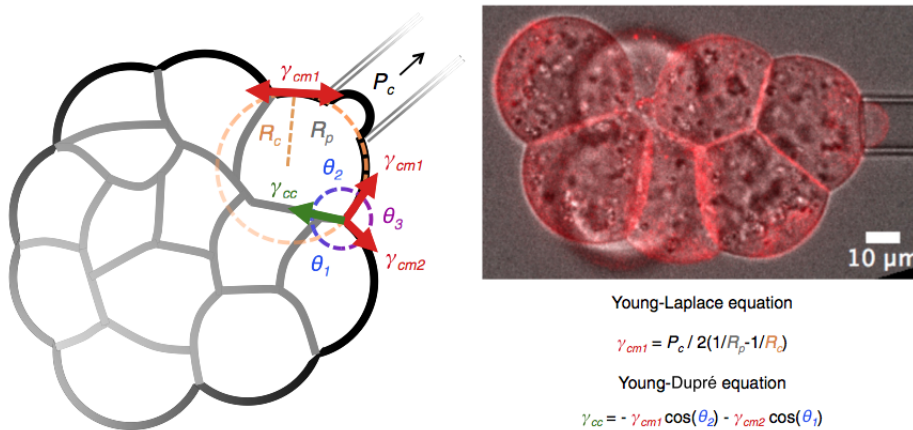 γcm1
Pc
Rc
Rp
γcm1
θ2
γcc
θ3
θ1
γcm2
10 μm
Young-Laplace equation
γcm1 = Pc / 2(1/Rp-1/Rc)
Young-Dupré equation
γcc = - γcm1 cos(θ2) - γcm2 cos(θ1)